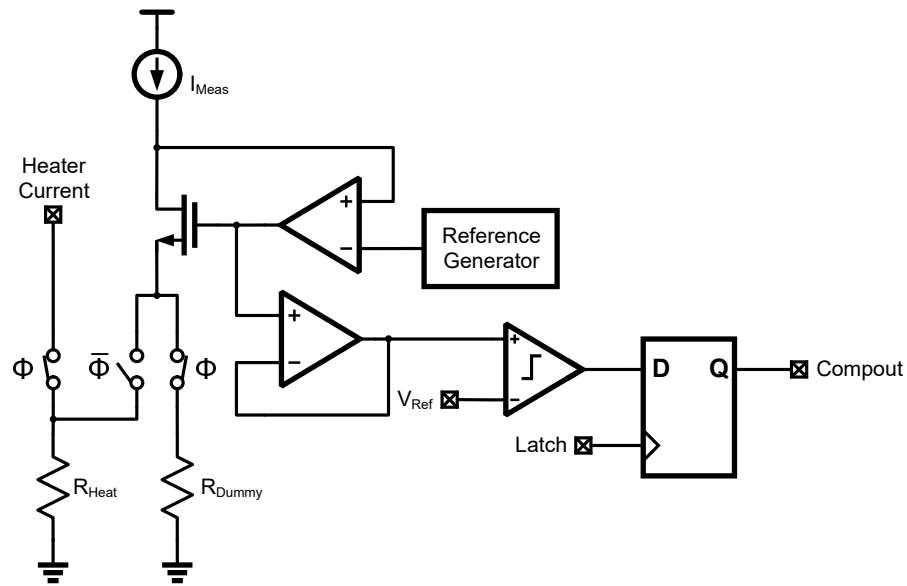 I_Meas
Heater
Current
+
−
Reference
Generator
+
−
Φ
Φ̅
Φ
+
−
V_Ref
D
Q
Compout
Latch
R_Heat
R_Dummy